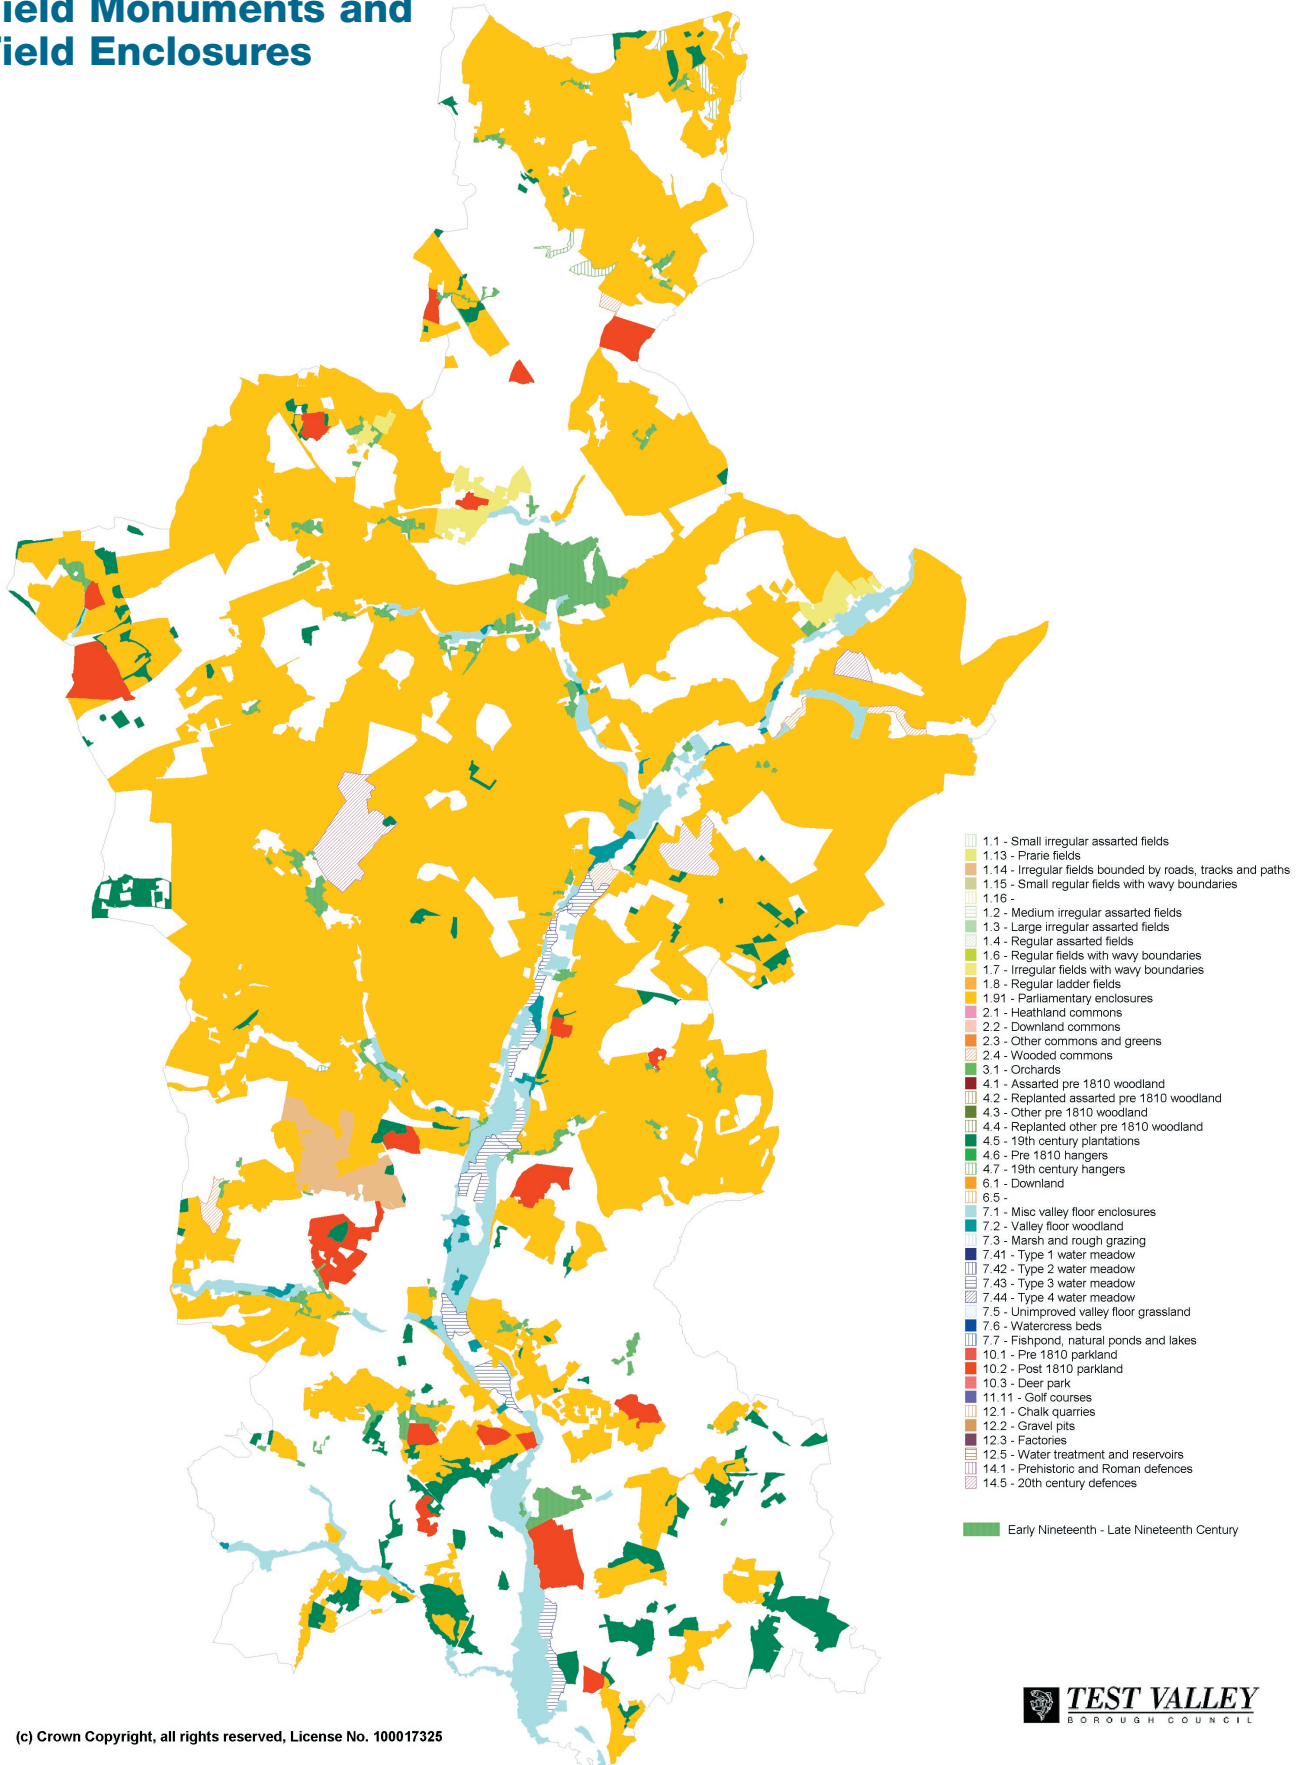 ield Monuments and
ield Enclosures
1.1 - Small irregular assarted fields
1.13 - Prarie fields
1.14 - Irregular fields bounded by roads, tracks and paths
1.15 - Small regular fields with wavy boundaries
1.16 -
1.2 - Medium irregular assarted fields
1.3 - Large irregular assarted fields
1.4 - Regular assarted fields
1.6 - Regular fields with wavy boundaries
1.7 - Irregular fields with wavy boundaries
1.8 - Regular ladder fields
1.91 - Parliamentary enclosures
2.1 - Heathland commons
2.2 - Downland commons
2.3 - Other commons and greens
2.4 - Wooded commons
3.1 - Orchards
4.1 - Assarted pre 1810 woodland
4.2 - Replanted assarted pre 1810 woodland
4.3 - Other pre 1810 woodland
4.4 - Replanted other pre 1810 woodland
4.5 - 19th century plantations
4.6 - Pre 1810 hangers
4.7 - 19th century hangers
6.1 - Downland
6.5 -
7.1 - Misc valley floor enclosures
7.2 - Valley floor woodland
7.3 - Marsh and rough grazing
7.41 - Type 1 water meadow
7.42 - Type 2 water meadow
7.43 - Type 3 water meadow
7.44 - Type 4 water meadow
7.5 - Unimproved valley floor grassland
7.6 - Watercress beds
7.7 - Fishpond, natural ponds and lakes
10.1 - Pre 1810 parkland
10.2 - Post 1810 parkland
10.3 - Deer park
11.11 - Golf courses
12.1 - Chalk quarries
12.2 - Gravel pits
12.3 - Factories
12.5 - Water treatment and reservoirs
14.1 - Prehistoric and Roman defences
14.5 - 20th century defences
Early Nineteenth - Late Nineteenth Century
TEST VALLEY
BOROUGH COUNCIL
(c) Crown Copyright, all rights reserved, License No. 100017325